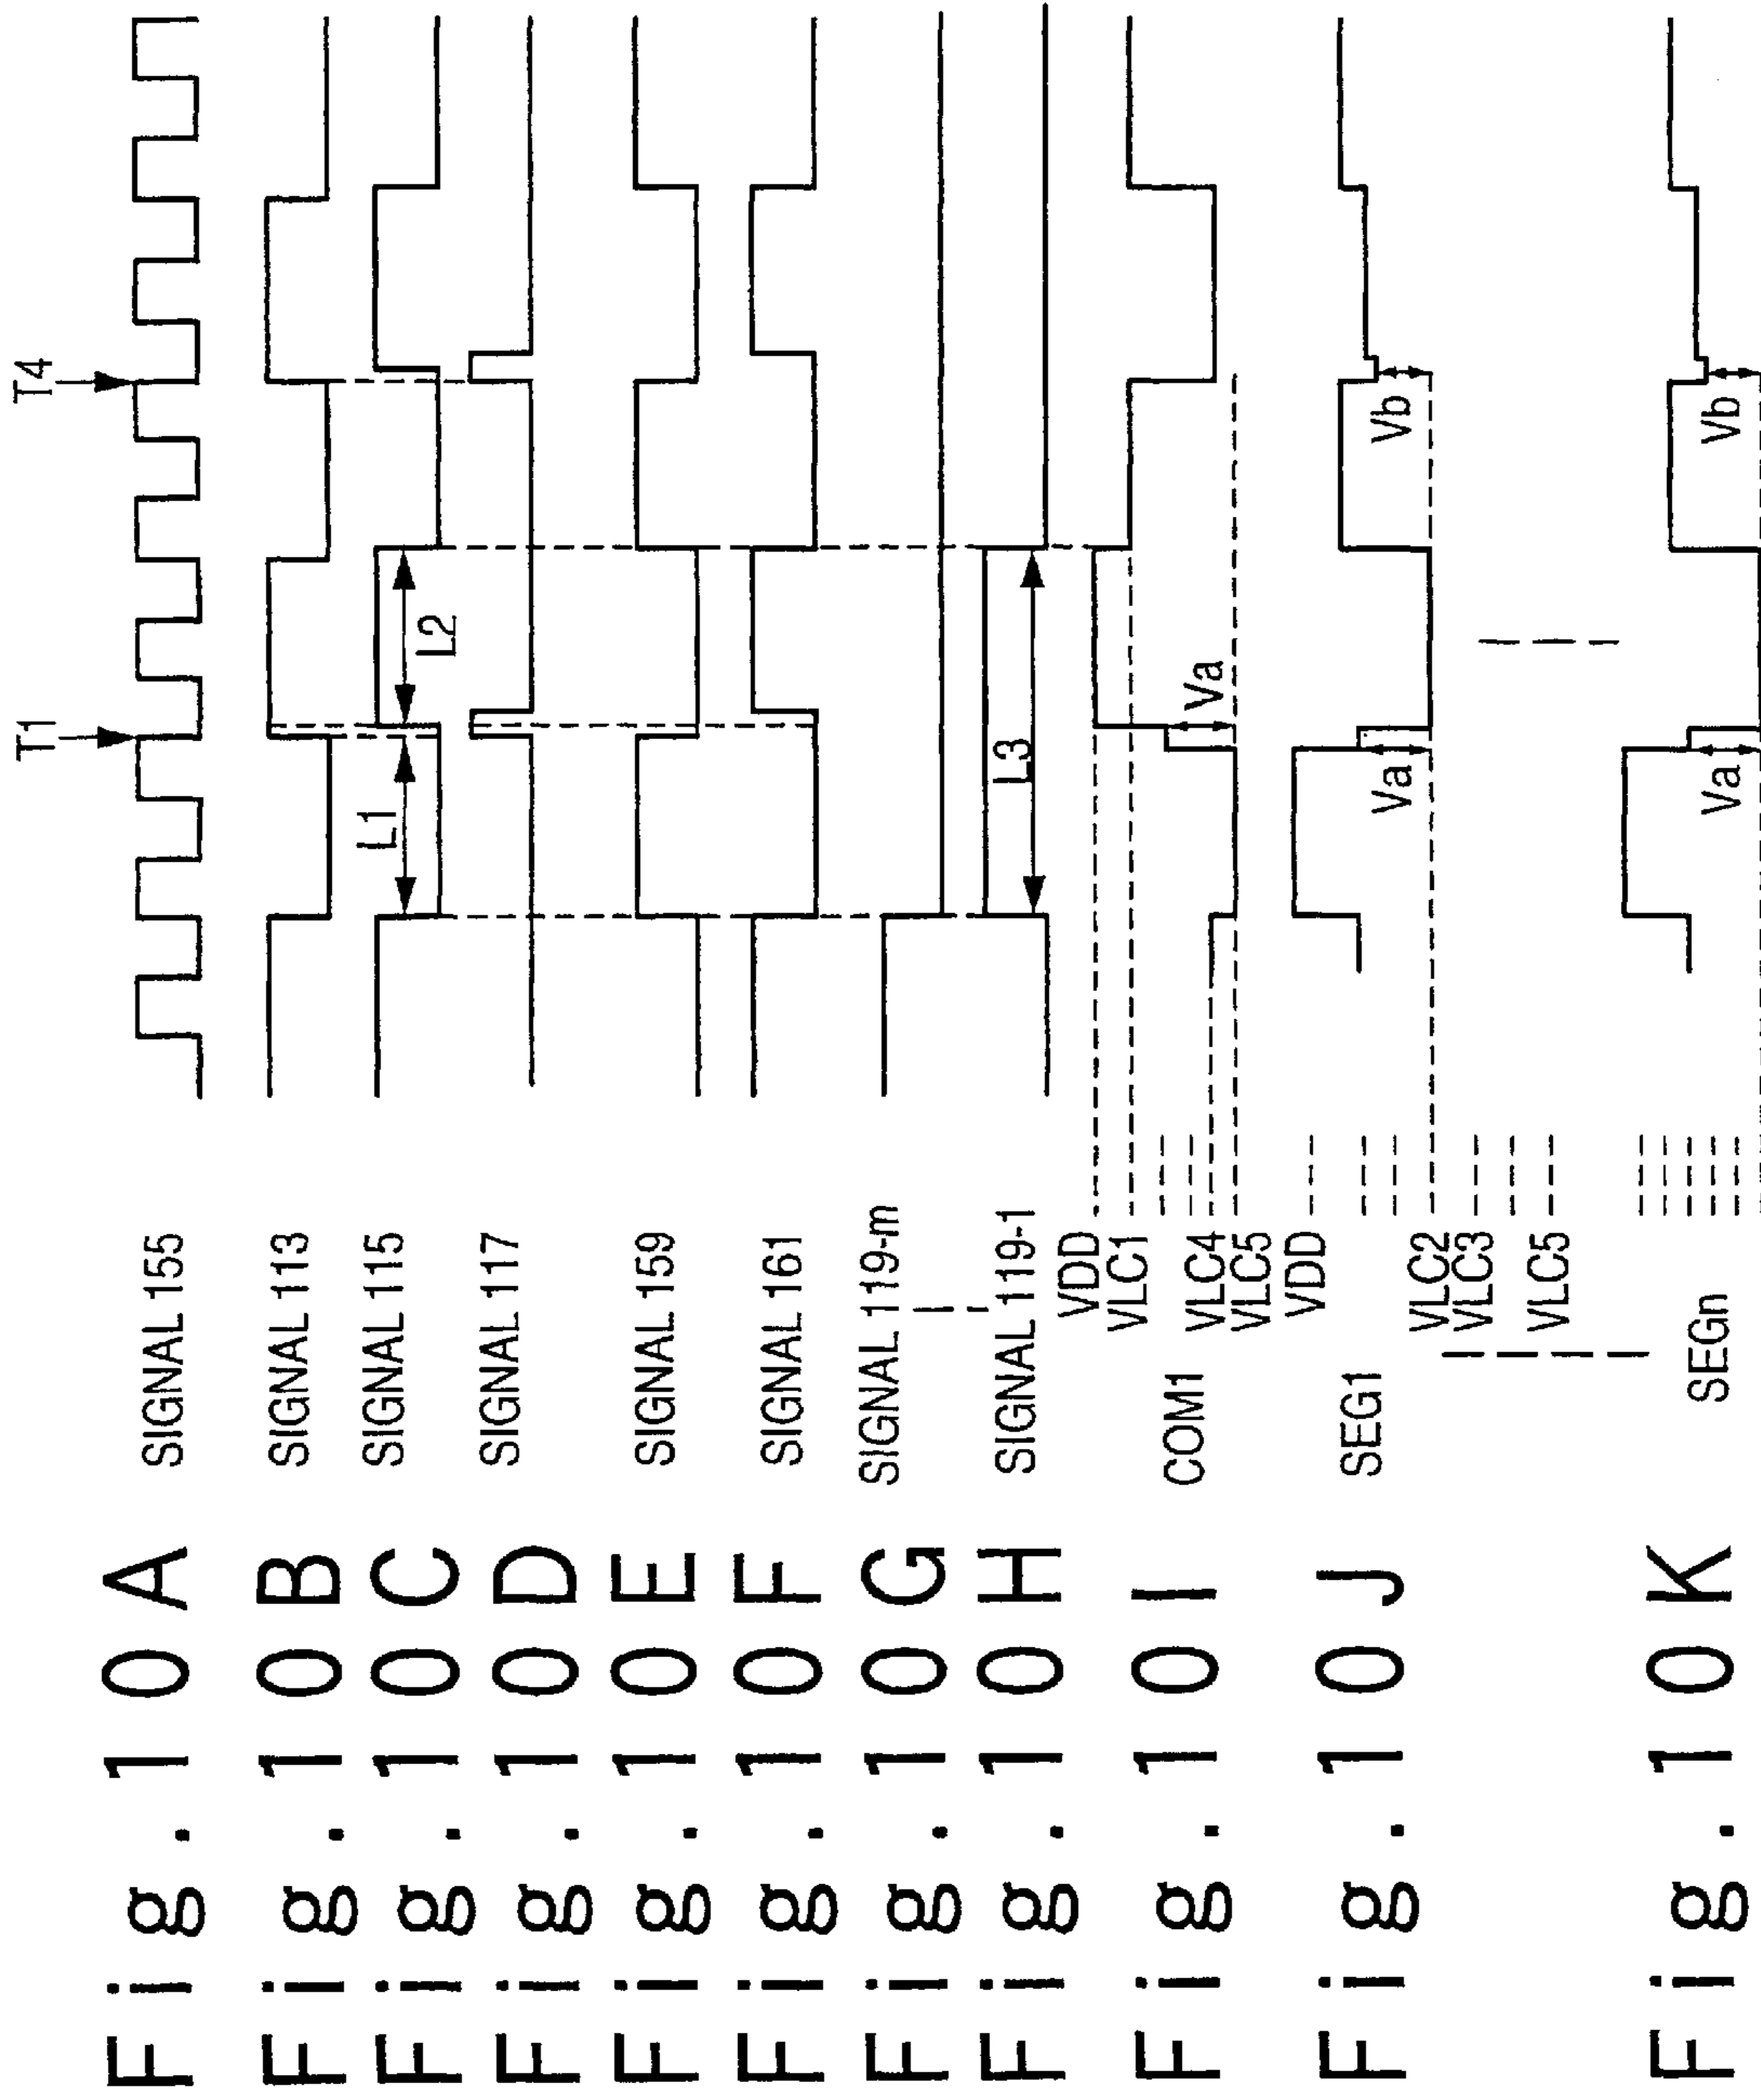 T1
T4
Fig.10A SIGNAL 155
Fig.10B SIGNAL 113
Fig.10C SIGNAL 115
L1
L2
Fig.10D SIGNAL 117
Fig.10E SIGNAL 159
Fig.10F SIGNAL 161
Fig.10G SIGNAL 119-m
Fig.10H SIGNAL 119-1
L3
Fig.10I COM1
VDD
VLC1
VLC4
VLC5
Va
Fig.10J SEG1
VDD
VLC2
VLC3
VLC5
Va
Vb
Fig.10K SEGn
Va
Vb